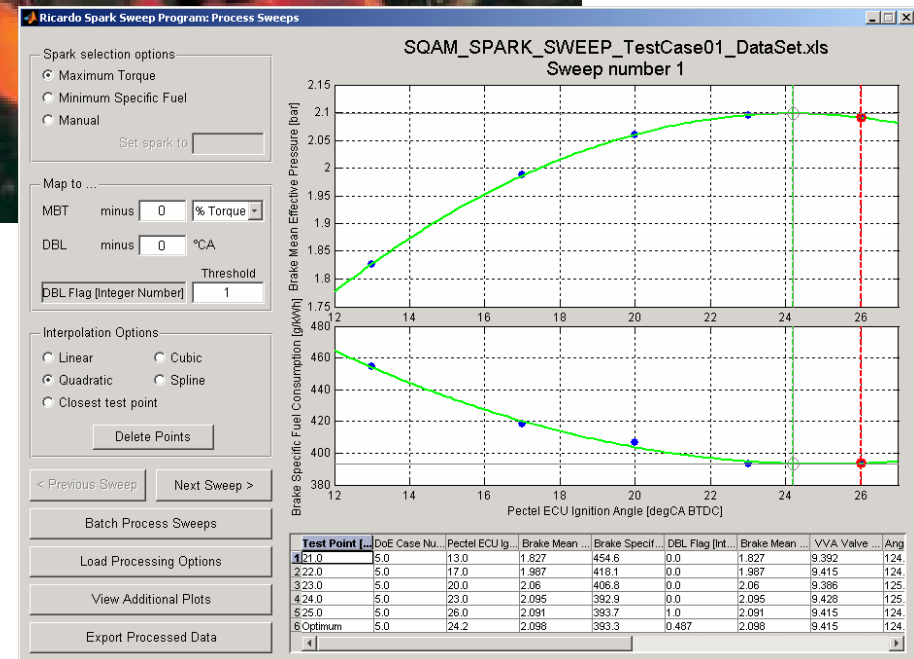 Ricardo Spark Sweep Program: Process Sweeps
Spark selection options
Maximum Torque
Minimum Specific Fuel
Manual
Set spark to
Map to ...
MBT minus 0 % Torque
DBL minus 0 °CA
Threshold
DBL Flag [Integer Number] 1
Interpolation Options
Linear Cubic
Quadratic Spline
Closest test point
Delete Points
< Previous Sweep Next Sweep >
Batch Process Sweeps
Load Processing Options
View Additional Plots
Export Processed Data
SQAM_SPARK_SWEEP_TestCase01_DataSet.xls
Sweep number 1
Brake Mean Effective Pressure [bar]
2.15
2.1
2.05
2
1.95
1.9
1.85
1.8
1.75
12 14 16 18 20 22 24 26
Brake Specific Fuel Consumption [g/kWh]
480
460
440
420
400
380
12 14 16 18 20 22 24 26
Pectel ECU Ignition Angle [degCA BTDC]
Test Point [... DoE Case Nu... Pectel ECU Ig... Brake Mean ... Brake Specif... DBL Flag [Int... Brake Mean ... VVA Valve ... Ang
1 21.0 5.0 13.0 1.827 454.6 0.0 1.827 9.392 124.
2 22.0 5.0 17.0 1.987 418.1 0.0 1.987 9.415 124.
3 23.0 5.0 20.0 2.06 406.8 0.0 2.06 9.386 125.
4 24.0 5.0 23.0 2.095 392.9 0.0 2.095 9.428 125.
5 25.0 5.0 26.0 2.091 393.7 1.0 2.091 9.415 124.
6 Optimum 5.0 24.2 2.098 393.3 0.487 2.098 9.415 124.